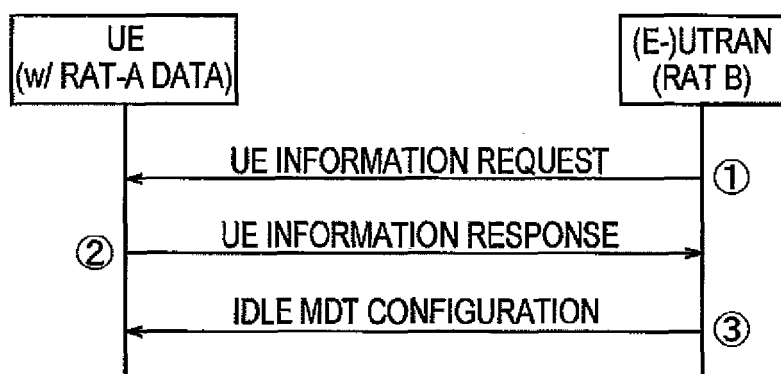 UE
(w/ RAT-A DATA)
(E-)UTRAN
(RAT B)
UE INFORMATION REQUEST
①
②
UE INFORMATION RESPONSE
IDLE MDT CONFIGURATION
③